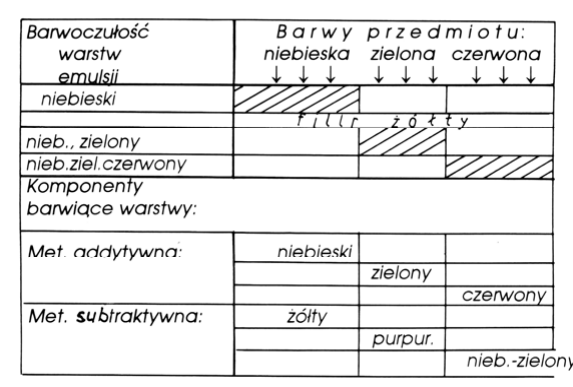 Barwoczułość Barwy przedmiotu:
warstw niebieska zielona czerwona
emulsji ↓ ↓ ↓ ↓ ↓ ↓ ↓ ↓ ↓
niebieski
fillr żółty
nieb., zielony
nieb.ziel.czerwony
Komponenty
barwiące warstwy:
Met. addytywna: niebieski
zielony
czerwony
Met. subtraktywna: żółty
purpur.
nieb.-zielony